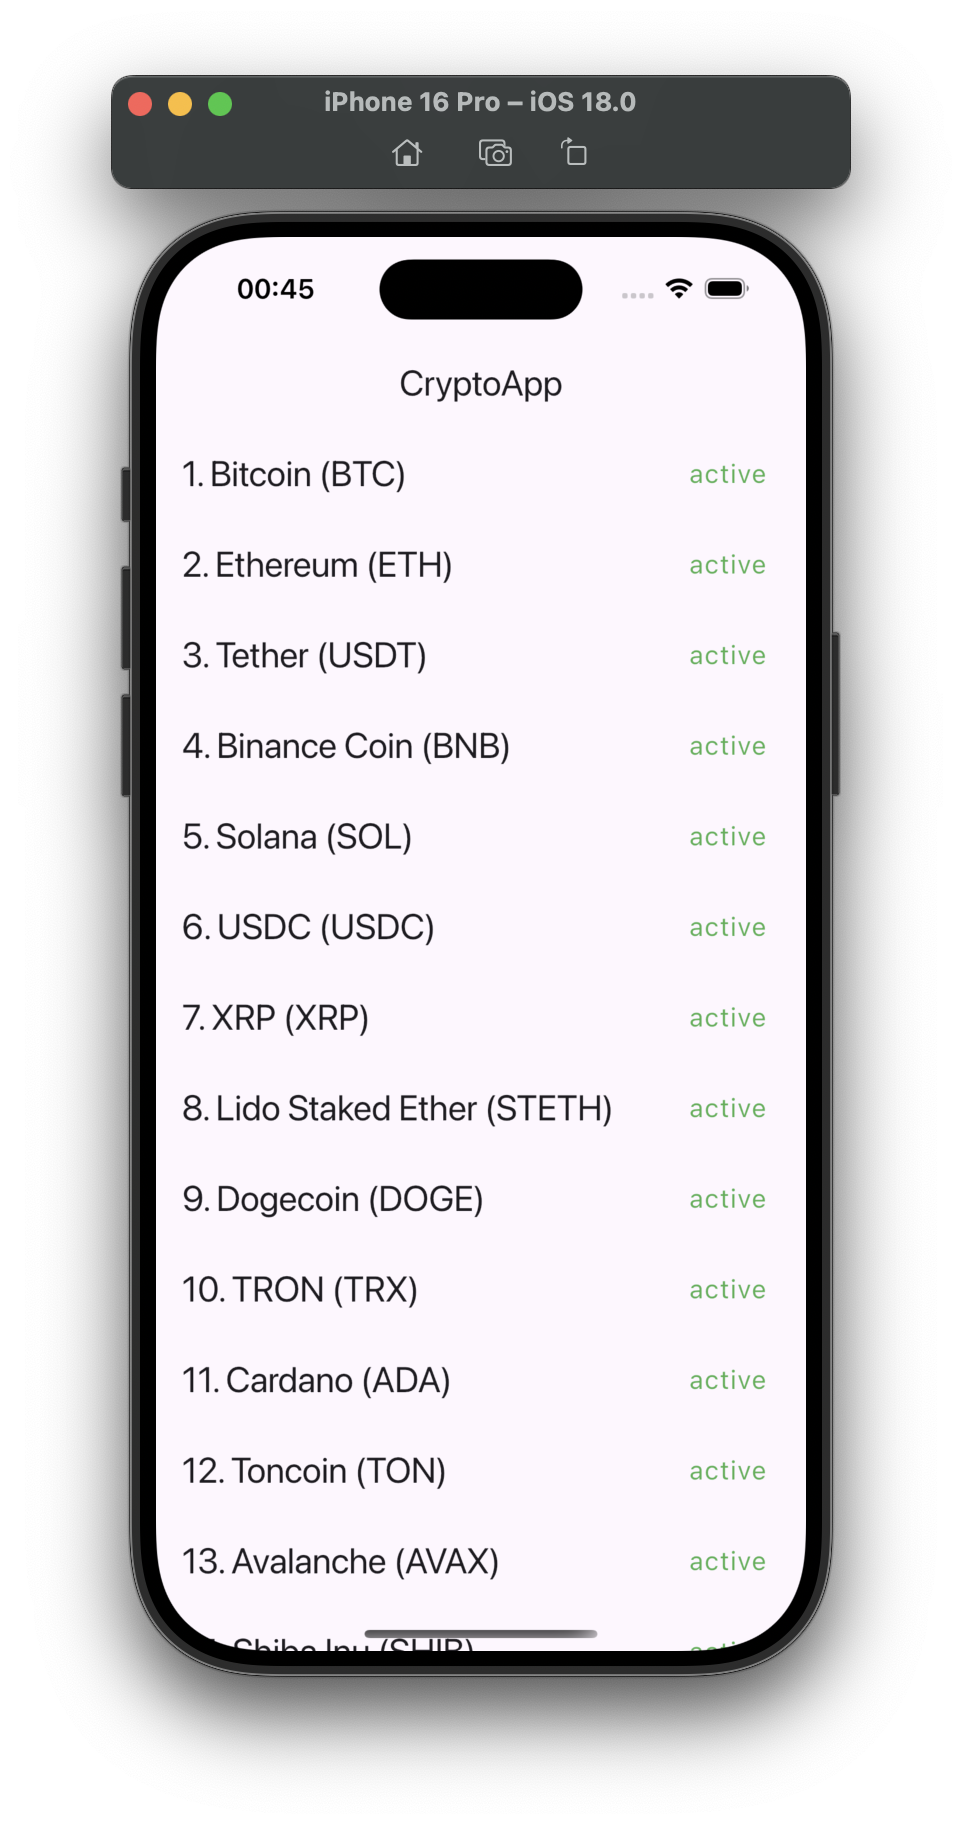 iPhone 16 Pro – iOS 18.0
00:45
CryptoApp
1. Bitcoin (BTC) active
2. Ethereum (ETH) active
3. Tether (USDT) active
4. Binance Coin (BNB) active
5. Solana (SOL) active
6. USDC (USDC) active
7. XRP (XRP) active
8. Lido Staked Ether (STETH) active
9. Dogecoin (DOGE) active
10. TRON (TRX) active
11. Cardano (ADA) active
12. Toncoin (TON) active
13. Avalanche (AVAX) active
Shiba Inu (SHIB) active